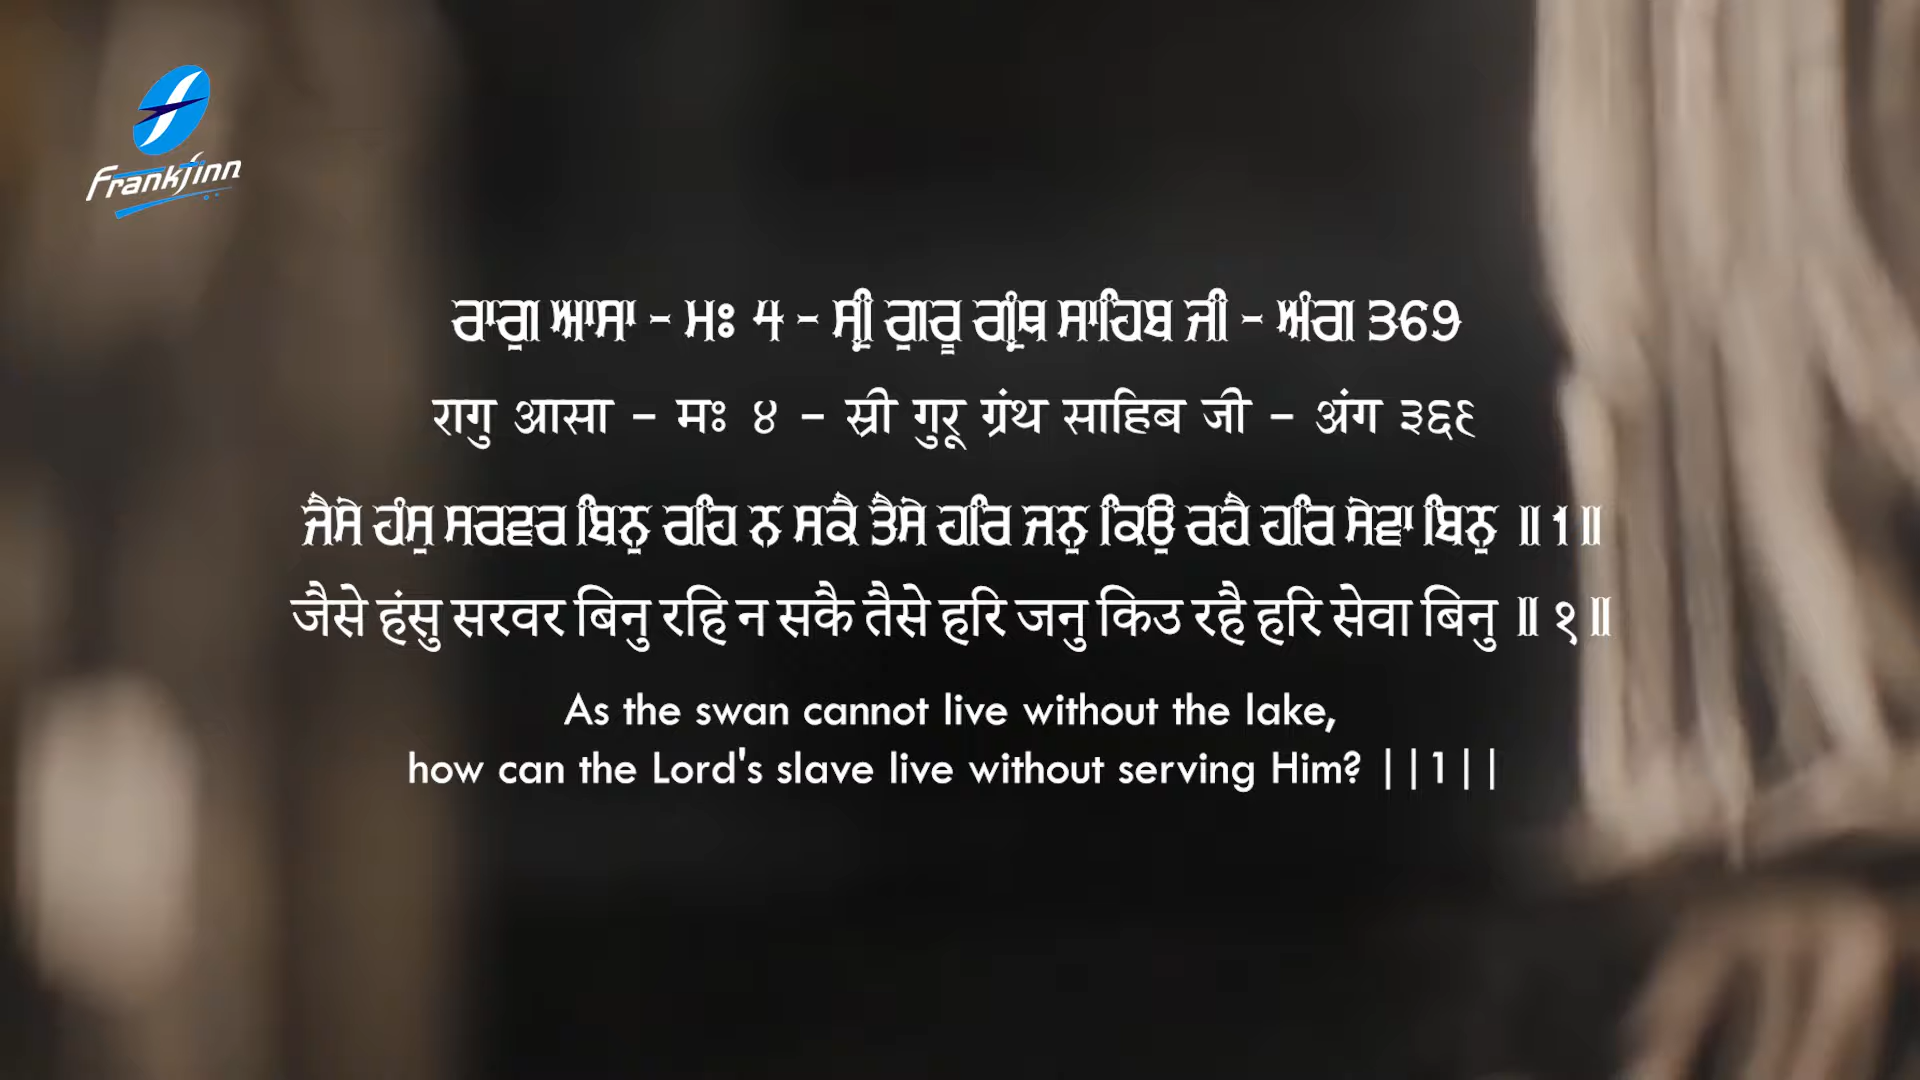 Frankfinn
ਰਾਗੁ ਆਸਾ - ਮਃ 4 - ਸ੍ਰੀ ਗੁਰੂ ਗ੍ਰੰਥ ਸਾਹਿਬ ਜੀ - ਅੰਗ 369
रागु आसा - मः ४ - स्री गुरू ग्रंथ साहिब जी - अंग ३६९
ਜੈਸੇ ਹੰਸੁ ਸਰਵਰ ਬਿਨੁ ਰਹਿ ਨ ਸਕੈ ਤੈਸੇ ਹਰਿ ਜਨੁ ਕਿਉ ਰਹੈ ਹਰਿ ਸੇਵਾ ਬਿਨੁ ॥1॥
जैसे हंसु सरवर बिनु रहि न सकै तैसे हरि जनु किउ रहै हरि सेवा बिनु ॥१॥
As the swan cannot live without the lake,
how can the Lord's slave live without serving Him? ||1||